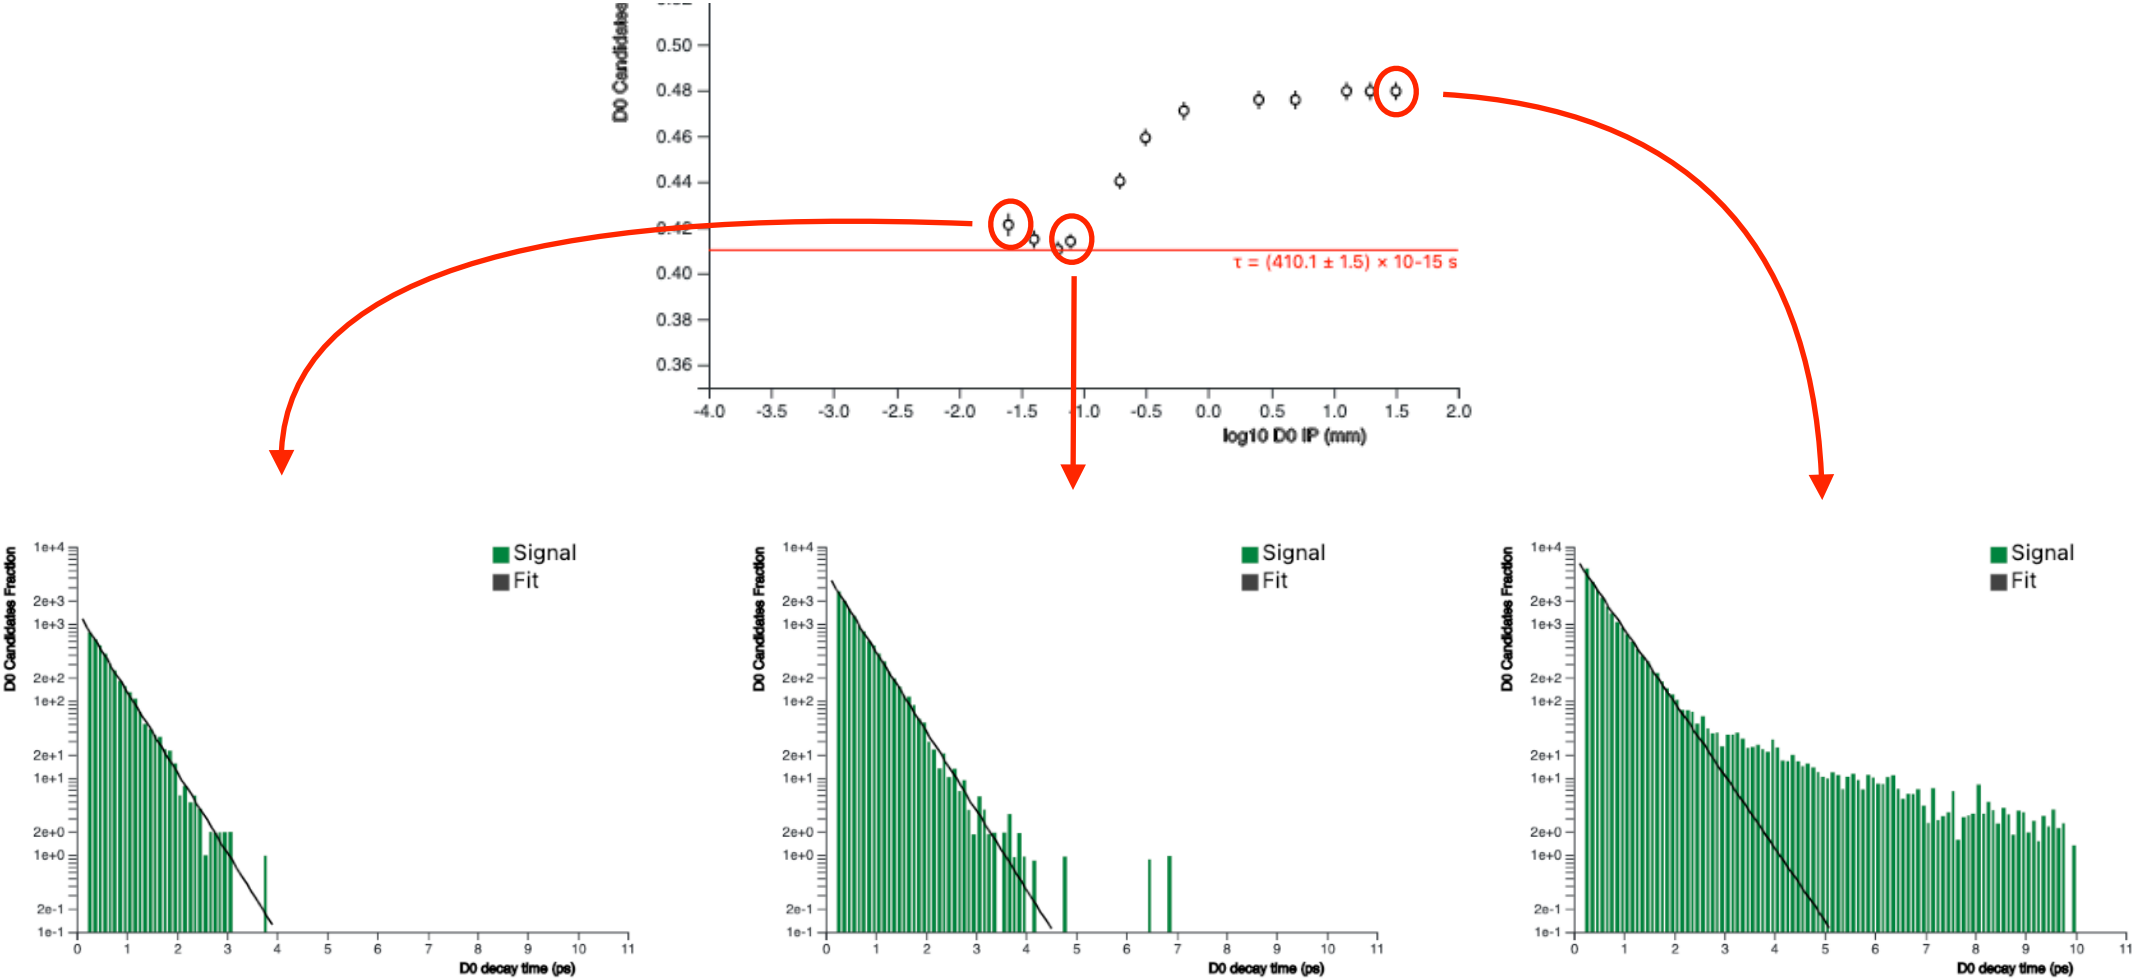 D0 Candidates
0.50
0.48
0.46
0.44
0.42
0.40
0.38
0.36
τ = (410.1 ± 1.5) × 10-15 s
-4.0 -3.5 -3.0 -2.5 -2.0 -1.5 -1.0 -0.5 0.0 0.5 1.0 1.5 2.0
log10 D0 IP (mm)
D0 Candidates Fraction
1e+4
2e+3
1e+3
2e+2
1e+2
2e+1
1e+1
2e+0
1e+0
2e-1
1e-1
Signal
Fit
0 1 2 3 4 5 6 7 8 9 10 11
D0 decay time (ps)
D0 Candidates Fraction
1e+4
2e+3
1e+3
2e+2
1e+2
2e+1
1e+1
2e+0
1e+0
2e-1
1e-1
Signal
Fit
0 1 2 3 4 5 6 7 8 9 10 11
D0 decay time (ps)
D0 Candidates Fraction
1e+4
2e+3
1e+3
2e+2
1e+2
2e+1
1e+1
2e+0
1e+0
2e-1
1e-1
Signal
Fit
0 1 2 3 4 5 6 7 8 9 10 11
D0 decay time (ps)